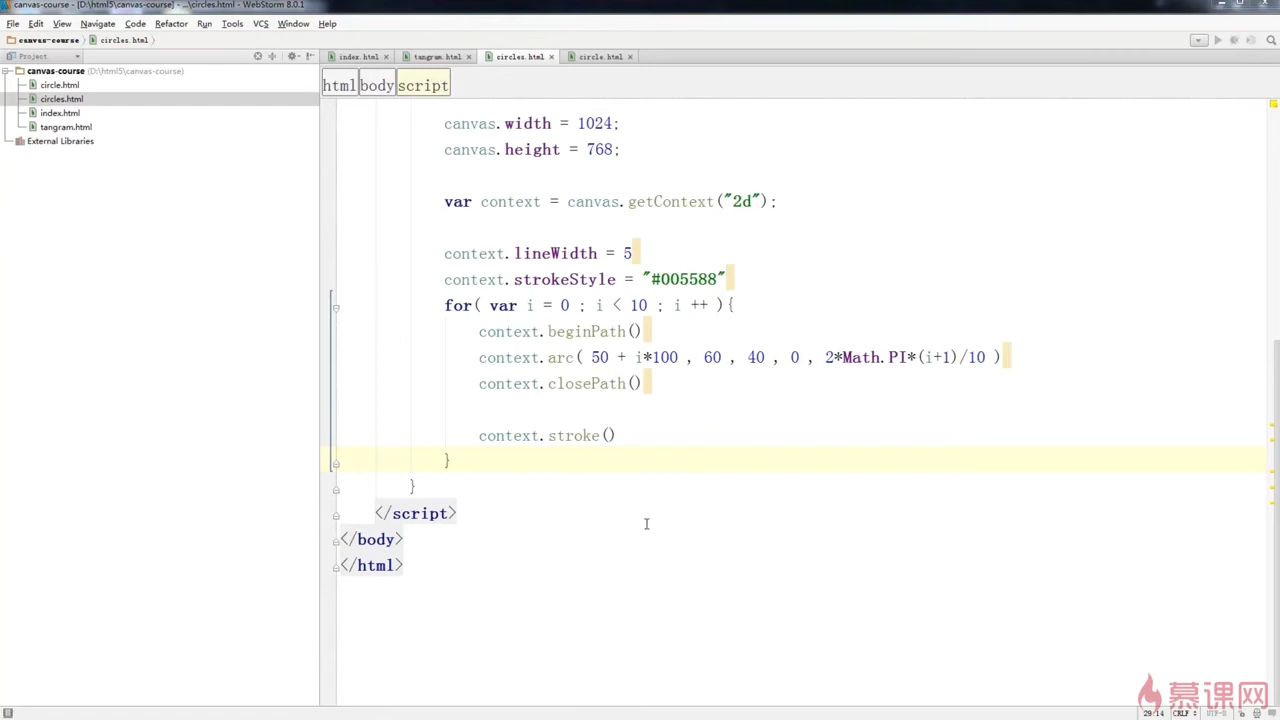 canvas-course - [D:\html5\canvas-course] - ...\circles.html - WebStorm 8.0.1
File Edit View Navigate Code Refactor Run Tools VCS Window Help
canvas-course circles.html
Project
index.html tangram.html circles.html circle.html
canvas-course (D:\html5\canvas-course)
circle.html
circles.html
index.html
tangram.html
External Libraries
html body script
canvas.width = 1024;
canvas.height = 768;
var context = canvas.getContext("2d");
context.lineWidth = 5
context.strokeStyle = "#005588"
for( var i = 0 ; i < 10 ; i ++ ){
context.beginPath()
context.arc( 50 + i*100 , 60 , 40 , 0 , 2*Math.PI*(i+1)/10 )
context.closePath()
context.stroke()
}
}
</script>
</body>
</html>
慕课网
29:14 CRLF UTF-8